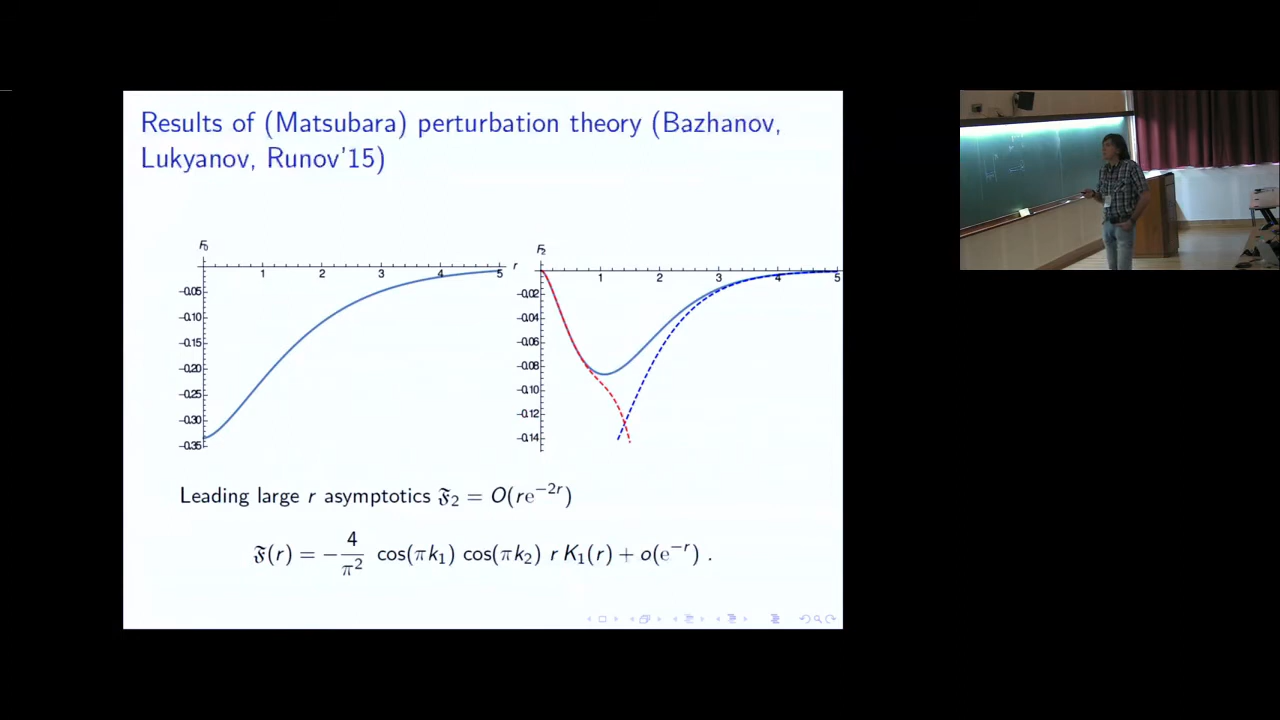 Results of (Matsubara) perturbation theory (Bazhanov,
Lukyanov, Runov'15)
F₀
r
1 2 3 4 5
-0.05
-0.10
-0.15
-0.20
-0.25
-0.30
-0.35
F₂
1 2 3 4 5
-0.02
-0.04
-0.06
-0.08
-0.10
-0.12
-0.14
Leading large r asymptotics 𝔉₂ = O(re⁻²ʳ)
𝔉(r) = −4/π² cos(πk₁) cos(πk₂) r K₁(r) + o(e⁻ʳ) .